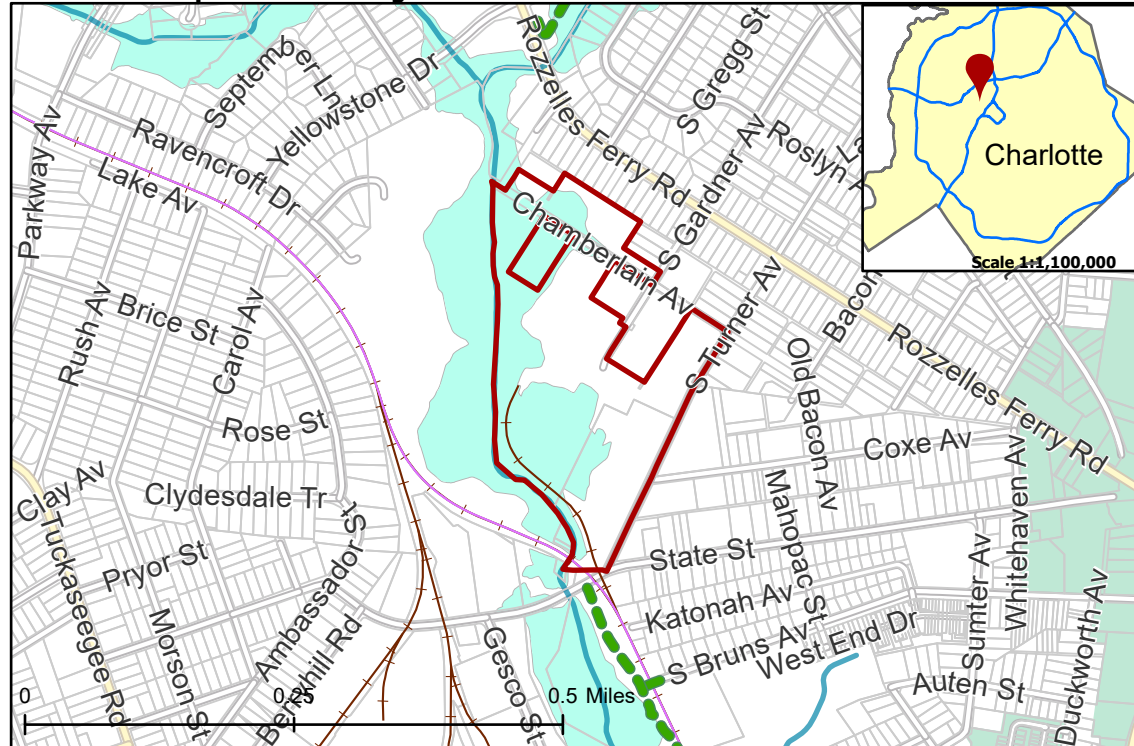 September Ln
Yellowstone Dr
Rozzelles Ferry Rd
S Gregg St
Parkway Av
Ravencroft Dr
Lake Av
Roslyn A
La
Charlotte
Scale 1:1,100,000
Chamberlain Av
S Gardner Av
S Turner Av
Bacon
Rush Av
Brice St
Carol Av
Rose St
Old Bacon Av
Rozzelles Ferry Rd
Coxe Av
Clay Av
Clydesdale Tr
Tuckaseegee Rd
Pryor St
Ambassador St
Morson St
Berryhill Rd
Gesco St
State St
Mahopac St
Katonah Av
S Bruns Av
West End Dr
Sumter Av
Whitehaven Av
Duckworth Av
Auten St
0 0.25 0.5 Miles